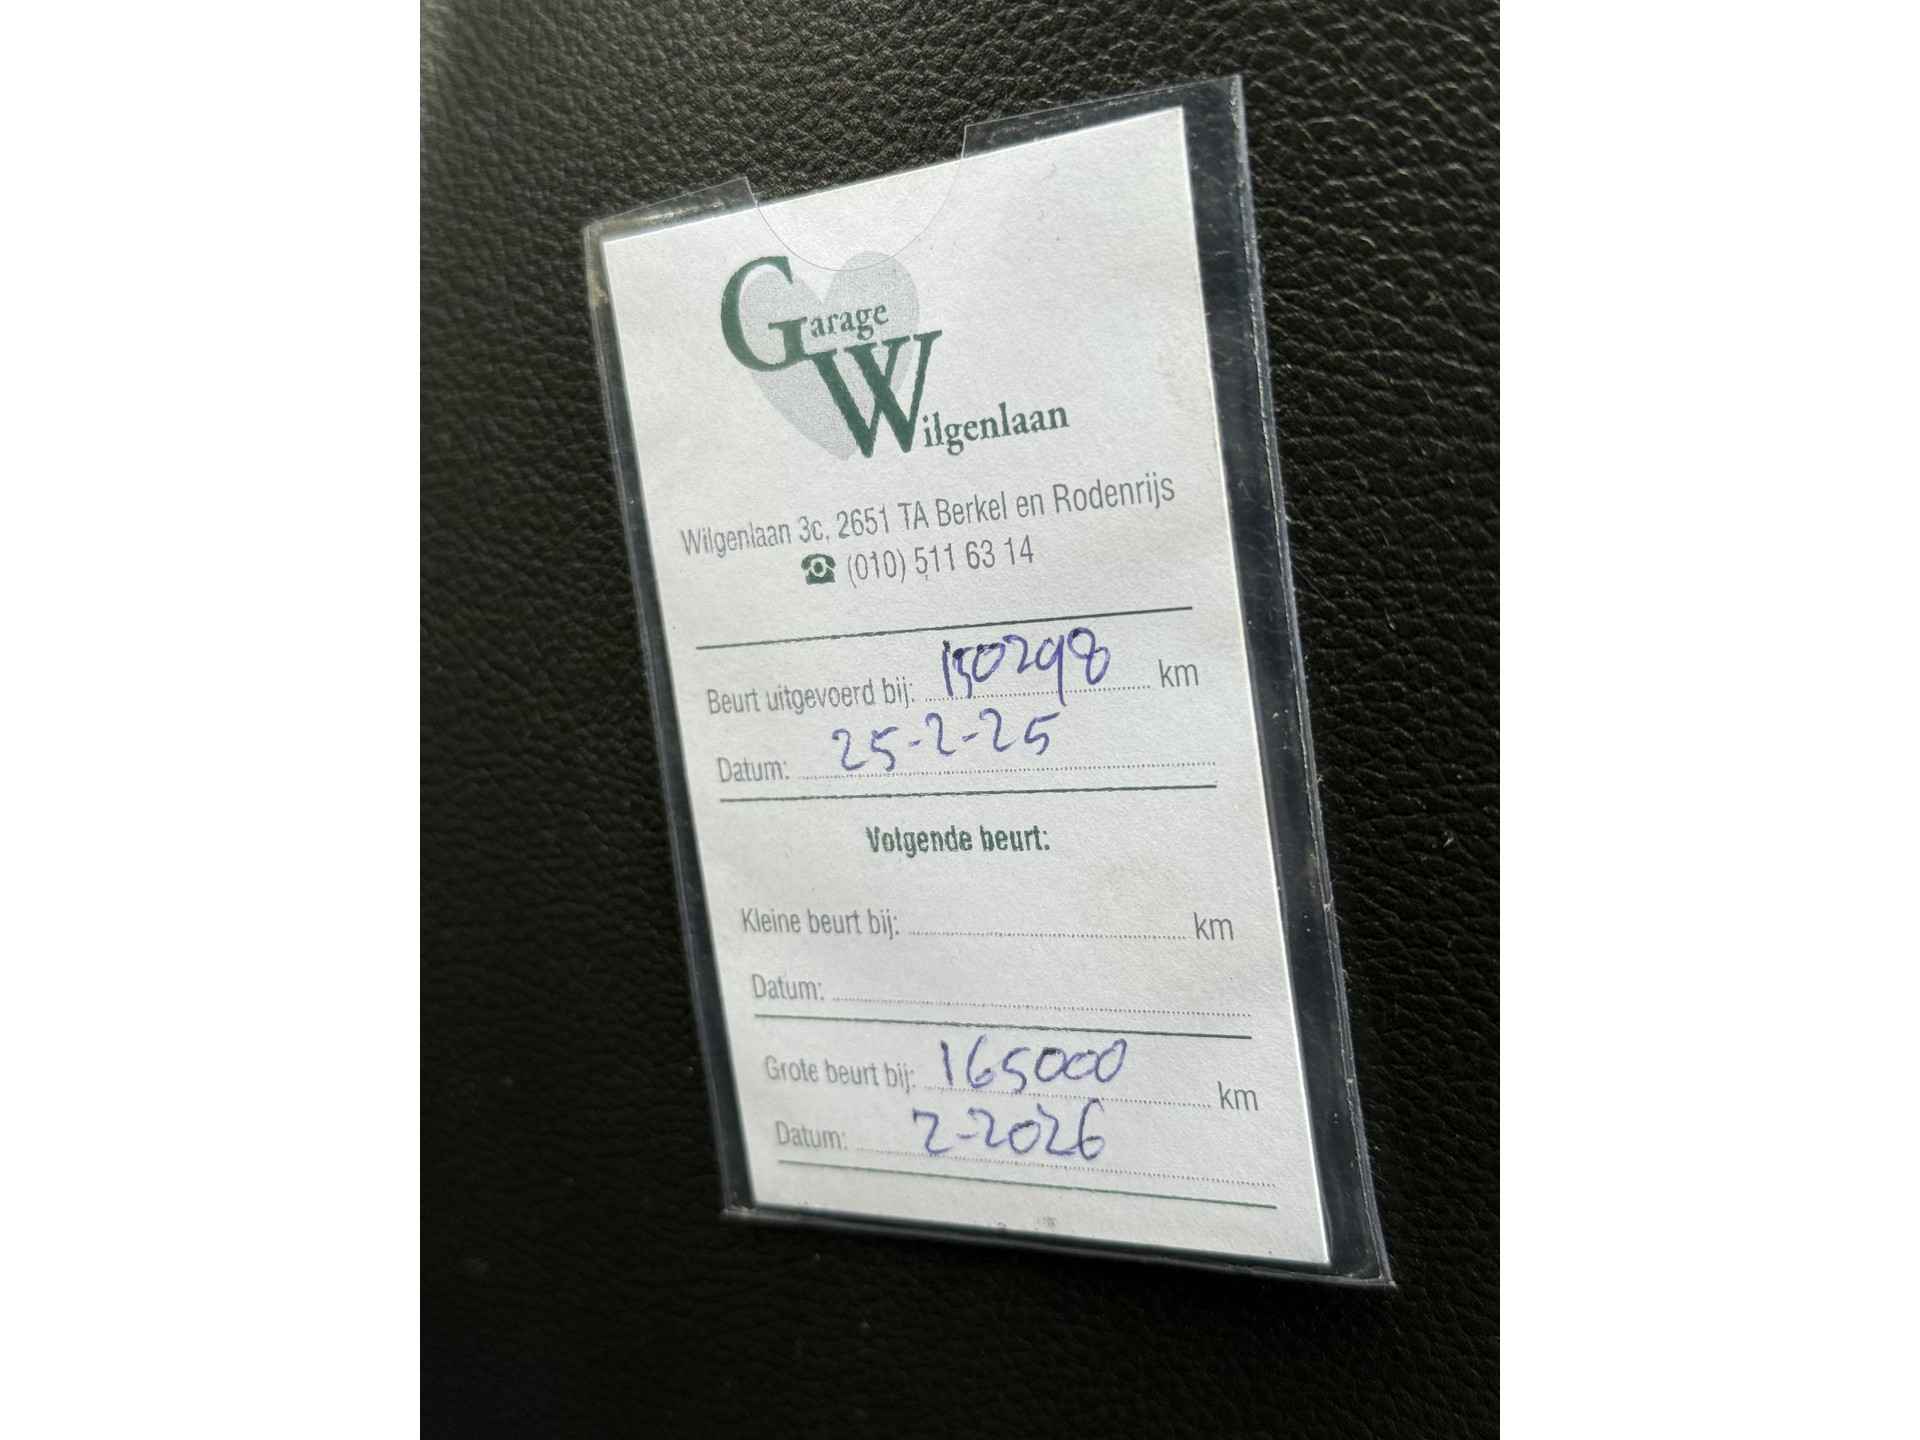 Garage
Wilgenlaan
Wilgenlaan 3c, 2651 TA Berkel en Rodenrijs
☎ (010) 511 63 14
Beurt uitgevoerd bij: 150298 km
Datum: 25-2-25
Volgende beurt:
Kleine beurt bij: km
Datum:
Grote beurt bij: 165000 km
Datum: 2-2026